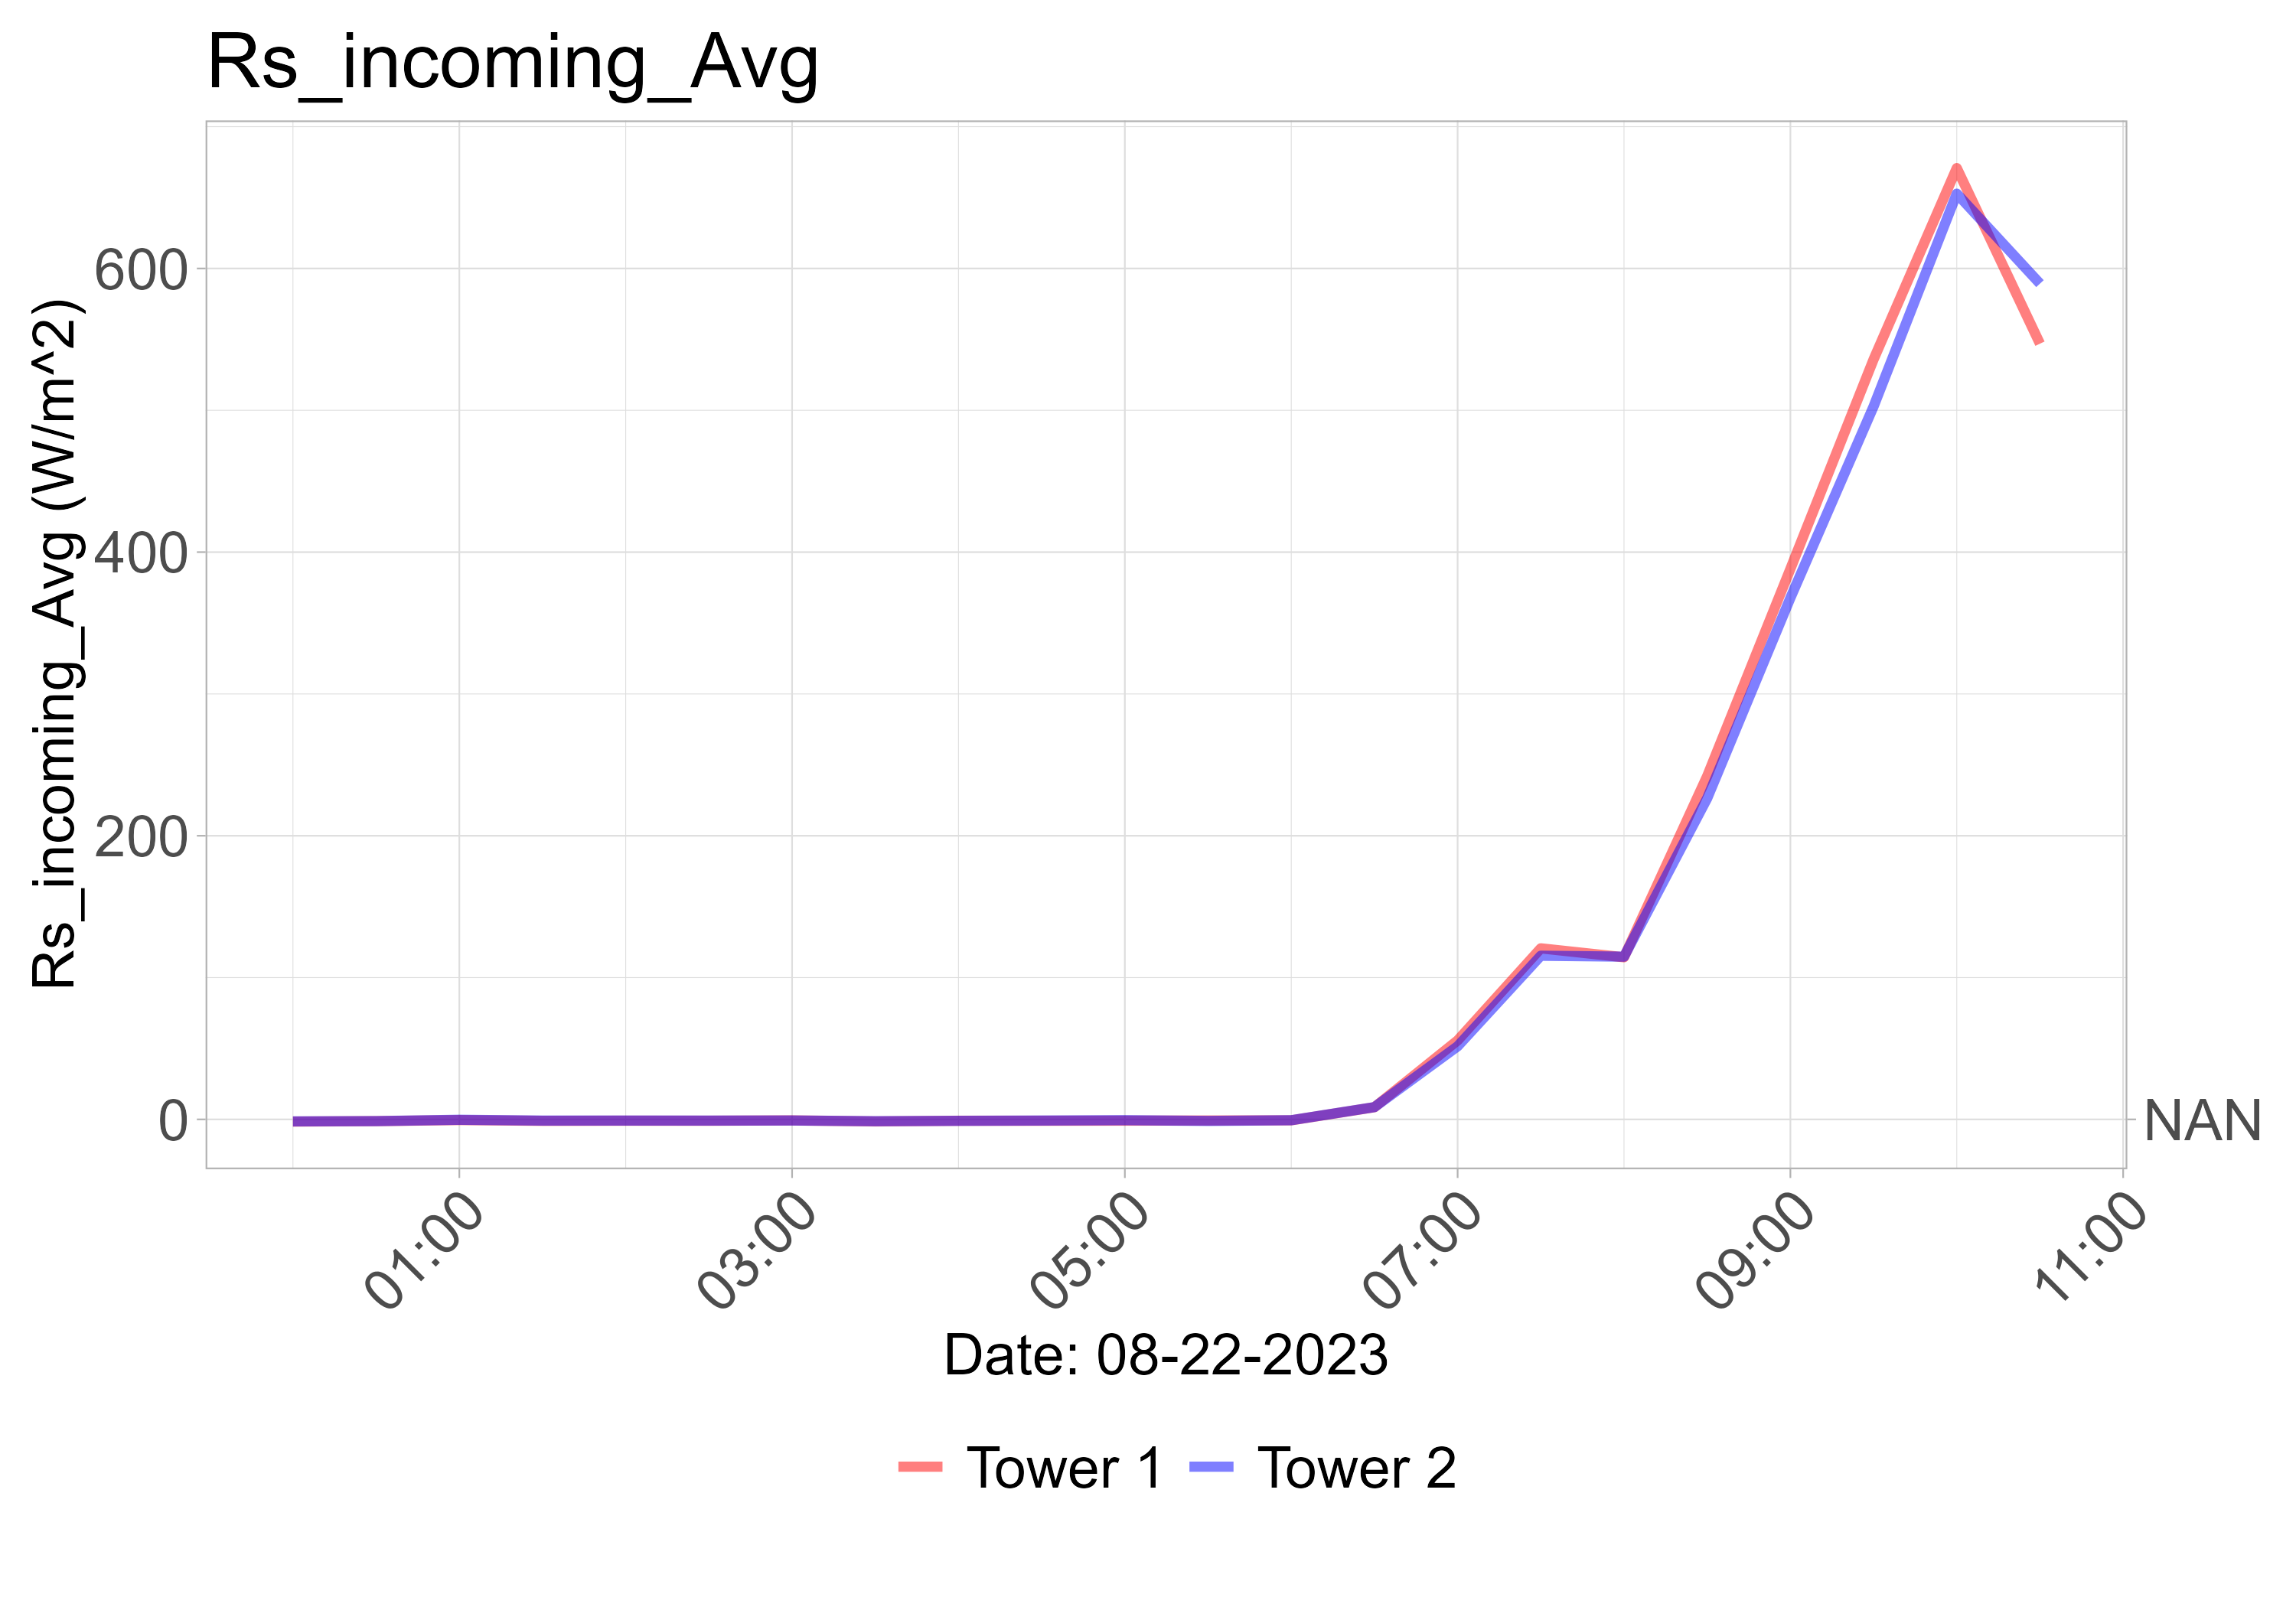 Rs_incoming_Avg
Rs_incoming_Avg (W/m^2)
600
400
200
0
NAN
01:00
03:00
05:00
07:00
09:00
11:00
Date: 08-22-2023
Tower 1
Tower 2